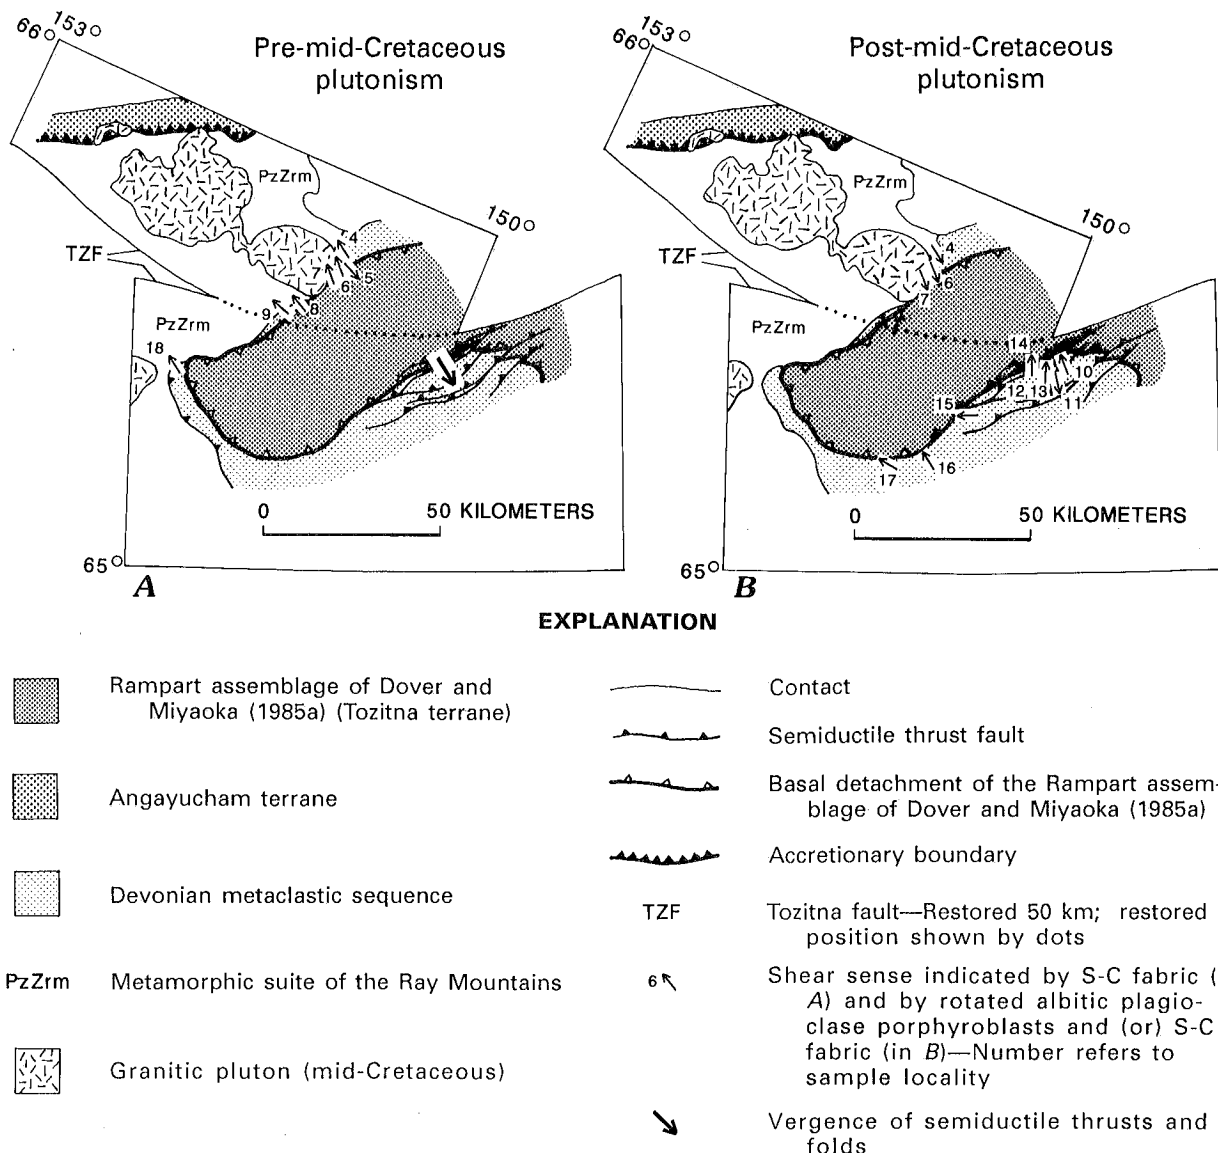 Pre-mid-Cretaceous
plutonism
66° 153°
PzZrm
150°
TZF
4
5
6
7
8
9
PzZrm
18
0 50 KILOMETERS
65°
A
Post-mid-Cretaceous
plutonism
66° 153°
PzZrm
150°
TZF
4
6
7
PzZrm
14
10
12 13
11
15
16
17
0 50 KILOMETERS
65°
B
EXPLANATION
Rampart assemblage of Dover and
Miyaoka (1985a) (Tozitna terrane)
Angayucham terrane
Devonian metaclastic sequence
PzZrm Metamorphic suite of the Ray Mountains
Granitic pluton (mid-Cretaceous)
Contact
Semiductile thrust fault
Basal detachment of the Rampart assem-
blage of Dover and Miyaoka (1985a)
Accretionary boundary
TZF Tozitna fault—Restored 50 km; restored
position shown by dots
6 Shear sense indicated by S-C fabric (
A) and by rotated albitic plagio-
clase porphyroblasts and (or) S-C
fabric (in B)—Number refers to
sample locality
Vergence of semiductile thrusts and
folds